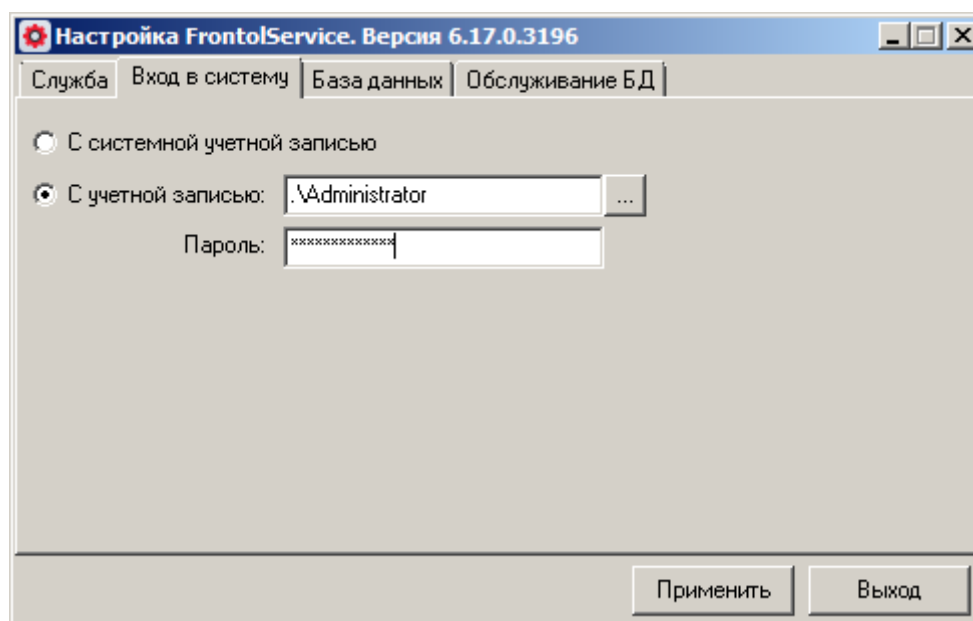 Настройка FrontolService. Версия 6.17.0.3196
Служба Вход в систему База данных Обслуживание БД
С системной учетной записью
С учетной записью: .\Administrator ...
Пароль: *************
Применить Выход